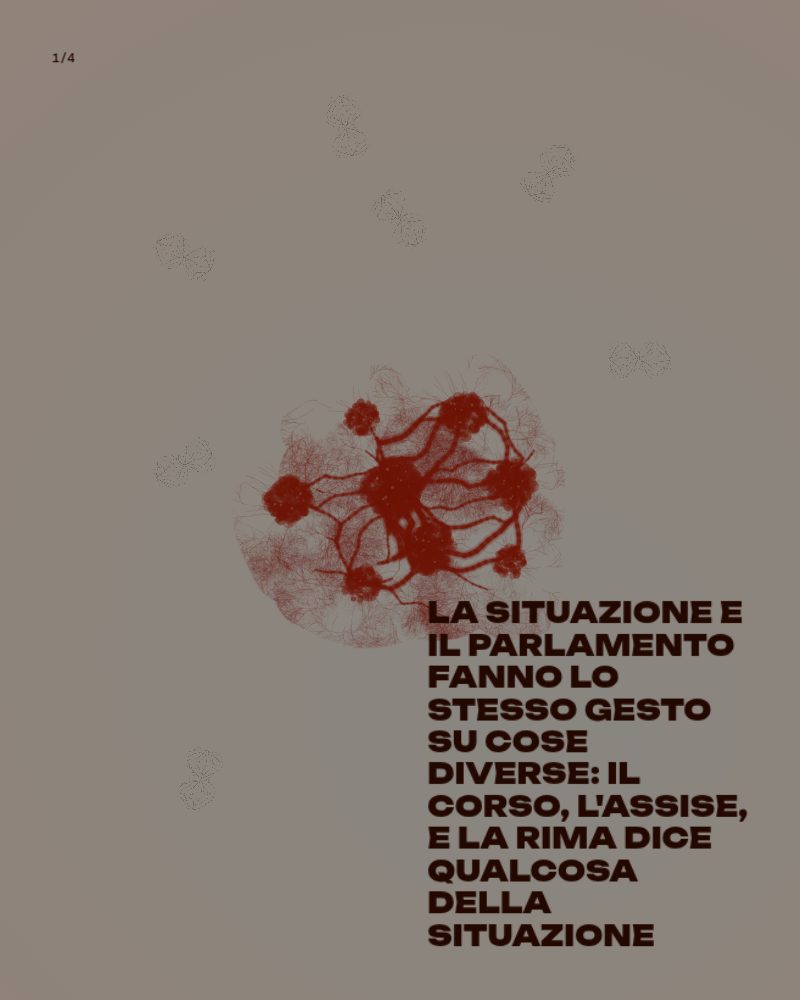 1/4
LA SITUAZIONE E
IL PARLAMENTO
FANNO LO
STESSO GESTO
SU COSE
DIVERSE: IL
CORSO, L'ASSISE,
E LA RIMA DICE
QUALCOSA
DELLA
SITUAZIONE